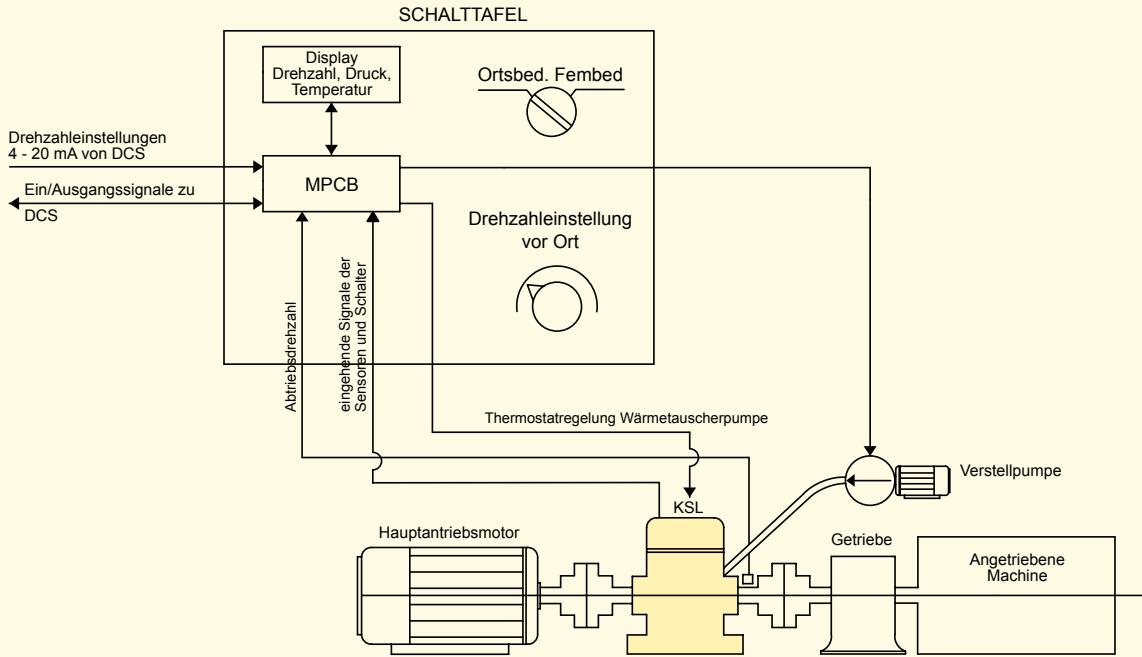 SCHALTTAFEL
Display
Drehzahl, Druck,
Temperatur
Ortsbed. Fembed
Drehzahleinstellungen
4 - 20 mA von DCS
Ein/Ausgangssignale zu
DCS
MPCB
Drehzahleinstellung
vor Ort
Abtriebsdrehzahl
eingehende Signale der
Sensoren und Schalter
Thermostatregelung Wärmetauscherpumpe
Verstellpumpe
KSL
Hauptantriebsmotor
Getriebe
Angetriebene
Machine